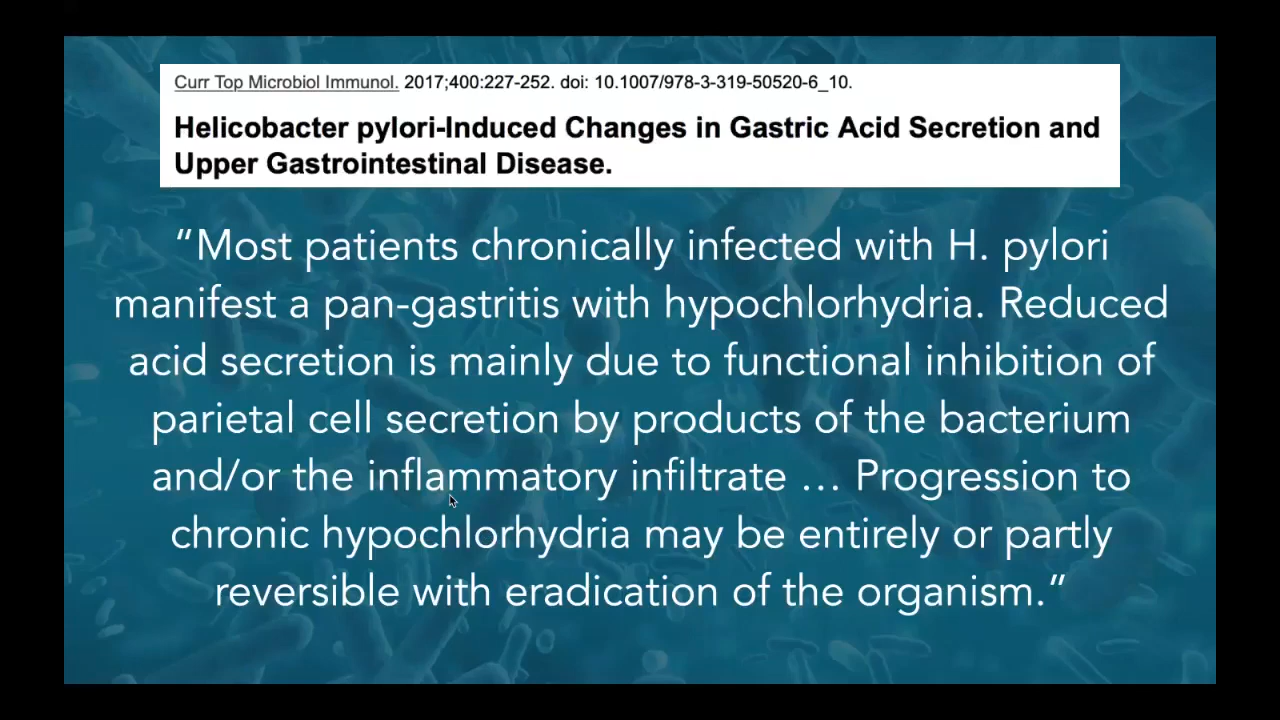 Curr Top Microbiol Immunol. 2017;400:227-252. doi: 10.1007/978-3-319-50520-6_10.
Helicobacter pylori-Induced Changes in Gastric Acid Secretion and
Upper Gastrointestinal Disease.
“Most patients chronically infected with H. pylori
manifest a pan-gastritis with hypochlorhydria. Reduced
acid secretion is mainly due to functional inhibition of
parietal cell secretion by products of the bacterium
and/or the inflammatory infiltrate … Progression to
chronic hypochlorhydria may be entirely or partly
reversible with eradication of the organism.”